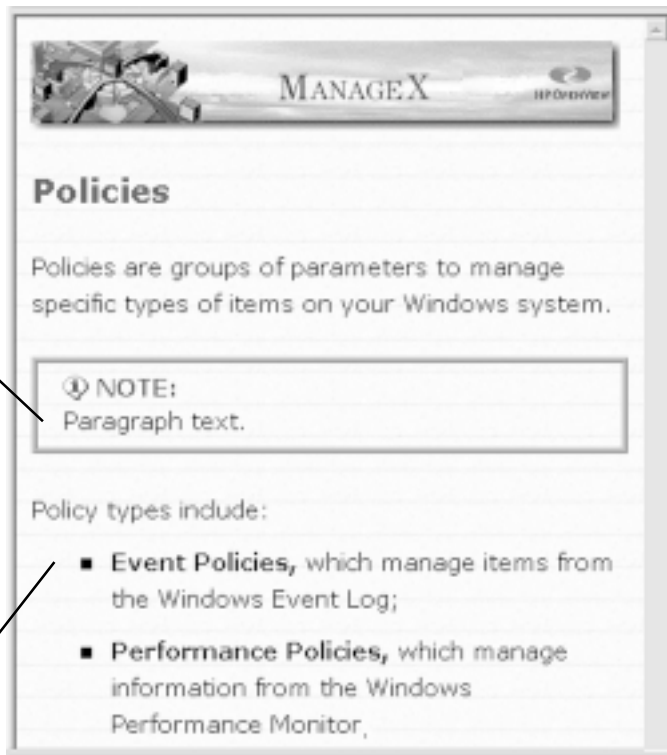 MANAGEX
HP OPENVIEW
Policies
Policies are groups of parameters to manage
specific types of items on your Windows system.
NOTE:
Paragraph text.
Policy types include:
▪ Event Policies, which manage items from
the Windows Event Log;
▪ Performance Policies, which manage
information from the Windows
Performance Monitor.